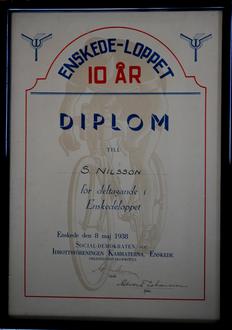 ENSKEDE-LOPPET
10 ÅR
DIPLOM
TILL
S. NILSSON
för deltagande i
Enskedeloppet
Enskede den 8 maj 1938
SOCIAL-DEMOKRATEN och
IDROTTSFÖRENINGEN KAMRATERNA, ENSKEDE